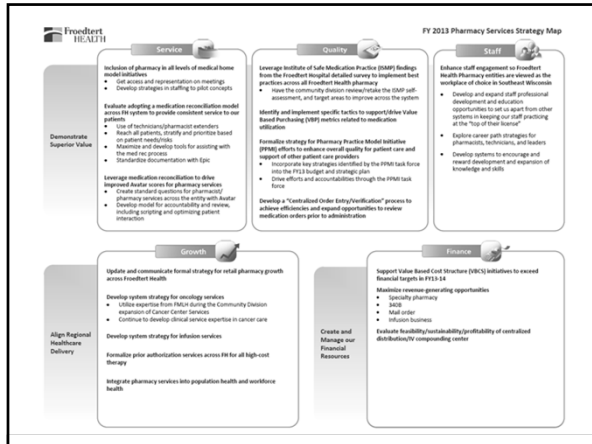 Froedtert
HEALTH
FY 2013 Pharmacy Services Strategy Map
Demonstrate
Superior Value
Service
Inclusion of pharmacy in all levels of medical home
model initiatives
• Get access and representation on meetings
• Develop strategies in staffing to pilot concepts
Evaluate adopting a medication reconciliation model
across FH system to provide consistent service to our
patients
• Use of technicians/pharmacist extenders
• Reach all patients, stratify and prioritize based
on patient needs/risks
• Maximize and develop tools for assisting with
the med rec process
• Standardize documentation with Epic
Leverage medication reconciliation to drive
improved Avatar scores for pharmacy services
• Create standard questions for pharmacist/
pharmacy services across the entity with Avatar
• Develop model for accountability and review,
including scripting and optimizing patient
interaction
Quality
Leverage Institute of Safe Medication Practice (ISMP) findings
from the Froedtert Hospital detailed survey to implement best
practices across all Froedtert Health pharmacy
• Have the community division review/retake the ISMP self-
assessment, and target areas to improve across the system
Identify and implement specific tactics to support/drive Value
Based Purchasing (VBP) metrics related to medication
utilization
Formalize strategy for Pharmacy Practice Model Initiative
(PPMI) efforts to enhance overall quality for patient care and
support of other patient care providers
• Incorporate key strategies identified by the PPMI task force
into the FY13 budget and strategic plan
• Drive efforts and accountabilities through the PPMI task
force
Develop a "Centralized Order Entry/Verification" process to
achieve efficiencies and expand opportunities to review
medication orders prior to administration
Staff
Enhance staff engagement so Froedtert
Health Pharmacy entities are viewed as the
workplace of choice in Southeast Wisconsin
• Develop and expand staff professional
development and education
opportunities to set us apart from other
systems in keeping our staff practicing
at the "top of their license"
• Explore career path strategies for
pharmacists, technicians, and leaders
• Develop systems to encourage and
reward development and expansion of
knowledge and skills
Align Regional
Healthcare
Delivery
Growth
Update and communicate formal strategy for retail pharmacy growth
across Froedtert Health
Develop system strategy for oncology services
• Utilize expertise from FMLH during the Community Division
expansion of Cancer Center Services
• Continue to develop clinical service expertise in cancer care
Develop system strategy for infusion services
Formalize prior authorization services across FH for all high-cost
therapy
Integrate pharmacy services into population health and workforce
health
Create and
Manage our
Financial
Resources
Finance
Support Value Based Cost Structure (VBCS) initiatives to exceed
financial targets in FY13-14
Maximize revenue-generating opportunities
• Specialty pharmacy
• 340B
• Mail order
• Infusion business
Evaluate feasibility/sustainability/profitability of centralized
distribution/IV compounding center